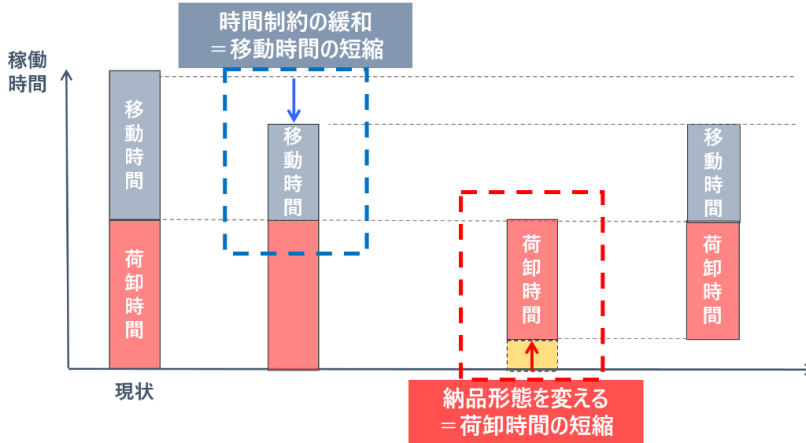 時間制約の緩和
＝移動時間の短縮
稼働
時間
移動時間
移動時間
移動時間
荷卸時間
荷卸時間
荷卸時間
現状
納品形態を変える
＝荷卸時間の短縮